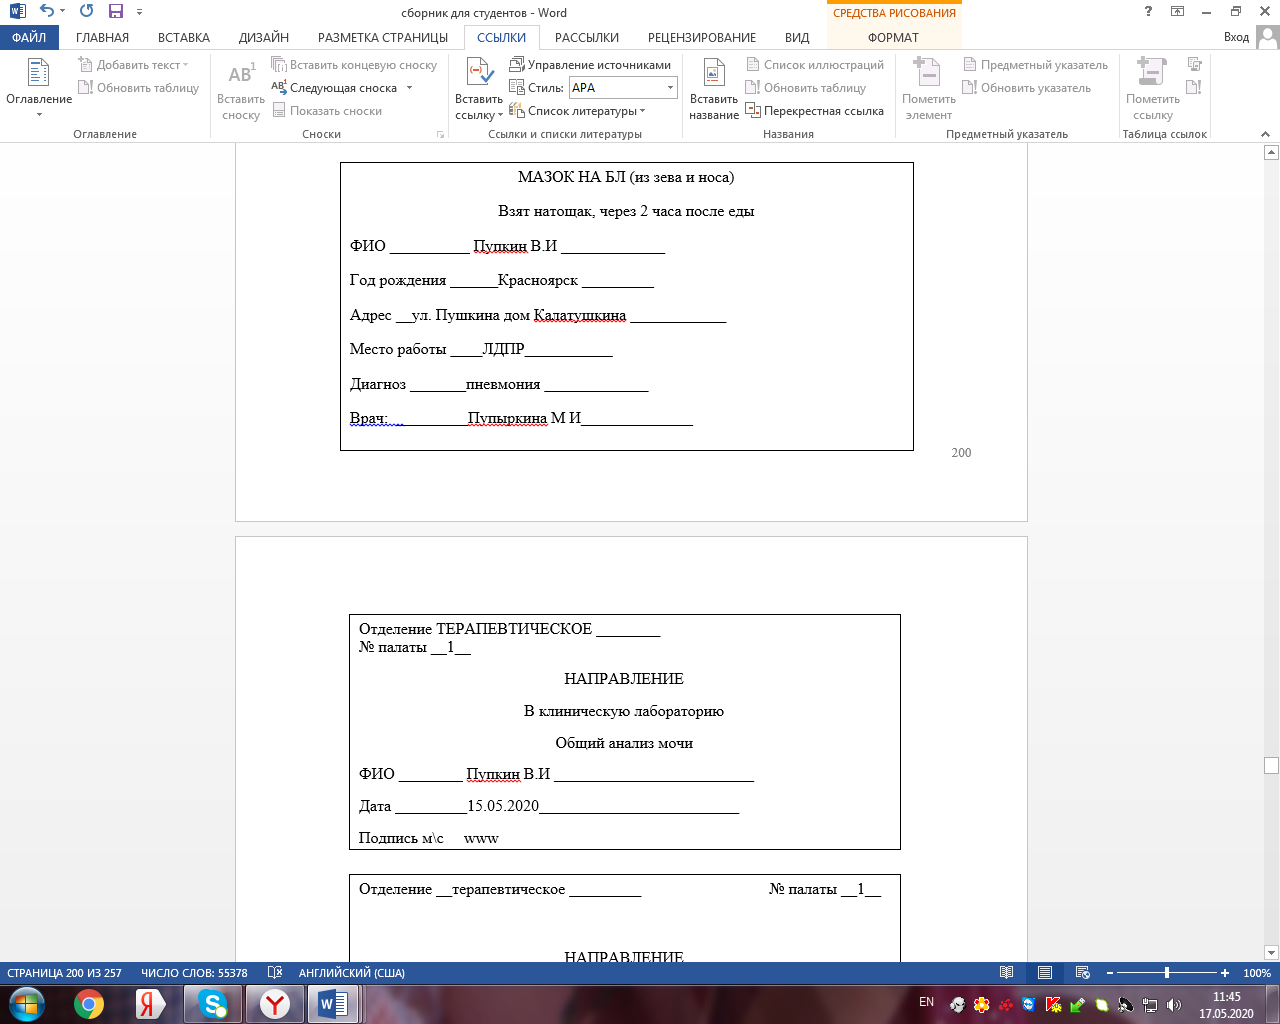 сборник для студентов - Word
СРЕДСТВА РИСОВАНИЯ
ФАЙЛ ГЛАВНАЯ ВСТАВКА ДИЗАЙН РАЗМЕТКА СТРАНИЦЫ ССЫЛКИ РАССЫЛКИ РЕЦЕНЗИРОВАНИЕ ВИД ФОРМАТ Вход
Оглавление
Добавить текст
Обновить таблицу
Оглавление
AB1
Вставить сноску
Вставить концевую сноску
Следующая сноска
Показать сноски
Сноски
Вставить ссылку
Управление источниками
Стиль: APA
Список литературы
Ссылки и списки литературы
Вставить название
Список иллюстраций
Обновить таблицу
Перекрестная ссылка
Названия
Пометить элемент
Предметный указатель
Обновить указатель
Предметный указатель
Пометить ссылку
Таблица ссылок
МАЗОК НА БЛ (из зева и носа)
Взят натощак, через 2 часа после еды
ФИО __________ Пупкин В.И _____________
Год рождения ______Красноярск _________
Адрес __ул. Пушкина дом Калатушкина ____________
Место работы ____ЛДПР___________
Диагноз _______пневмония _____________
Врач: __________Пупыркина М И______________
200
Отделение ТЕРАПЕВТИЧЕСКОЕ ________
№ палаты __1__
НАПРАВЛЕНИЕ
В клиническую лабораторию
Общий анализ мочи
ФИО ________ Пупкин В.И _________________________
Дата _________15.05.2020_________________________
Подпись м\с www
Отделение __терапевтическое _________ № палаты __1__
НАПРАВЛЕНИЕ
СТРАНИЦА 200 ИЗ 257 ЧИСЛО СЛОВ: 55378 АНГЛИЙСКИЙ (США) 100%
EN
11:45
17.05.2020